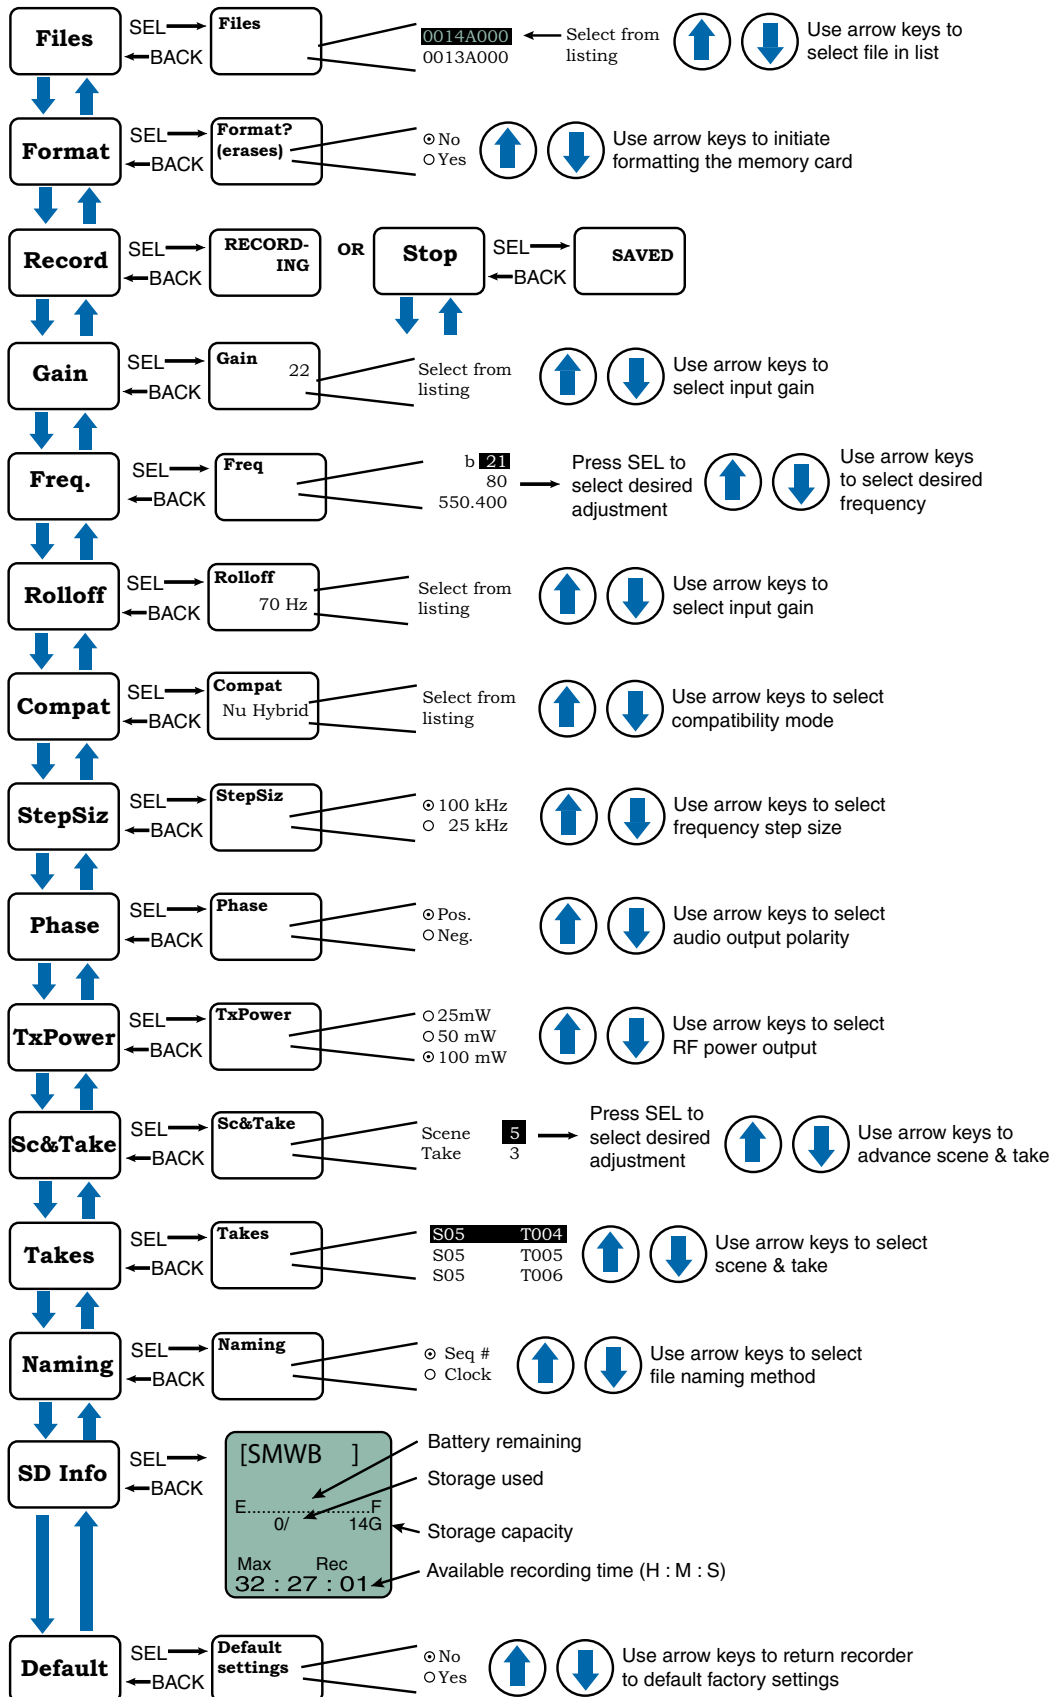 Files
SEL
BACK
Files
0014A000
0013A000
Select from
listing
Use arrow keys to
select file in list
Format
SEL
BACK
Format?
(erases)
No
Yes
Use arrow keys to initiate
formatting the memory card
Record
SEL
BACK
RECORD-
ING
OR
Stop
SEL
BACK
SAVED
Gain
SEL
BACK
Gain
22
Select from
listing
Use arrow keys to
select input gain
Freq.
SEL
BACK
Freq
b 21
80
550.400
Press SEL to
select desired
adjustment
Use arrow keys
to select desired
frequency
Rolloff
SEL
BACK
Rolloff
70 Hz
Select from
listing
Use arrow keys to
select input gain
Compat
SEL
BACK
Compat
Nu Hybrid
Select from
listing
Use arrow keys to select
compatibility mode
StepSiz
SEL
BACK
StepSiz
100 kHz
25 kHz
Use arrow keys to select
frequency step size
Phase
SEL
BACK
Phase
Pos.
Neg.
Use arrow keys to select
audio output polarity
TxPower
SEL
BACK
TxPower
25mW
50 mW
100 mW
Use arrow keys to select
RF power output
Sc&Take
SEL
BACK
Sc&Take
Scene 5
Take 3
Press SEL to
select desired
adjustment
Use arrow keys to
advance scene & take
Takes
SEL
BACK
Takes
S05 T004
S05 T005
S05 T006
Use arrow keys to select
scene & take
Naming
SEL
BACK
Naming
Seq #
Clock
Use arrow keys to select
file naming method
SD Info
SEL
BACK
[SMWB ]
E.......................F
0/ 14G
Max Rec
32 : 27 : 01
Battery remaining
Storage used
Storage capacity
Available recording time (H : M : S)
Default
SEL
BACK
Default
settings
No
Yes
Use arrow keys to return recorder
to default factory settings